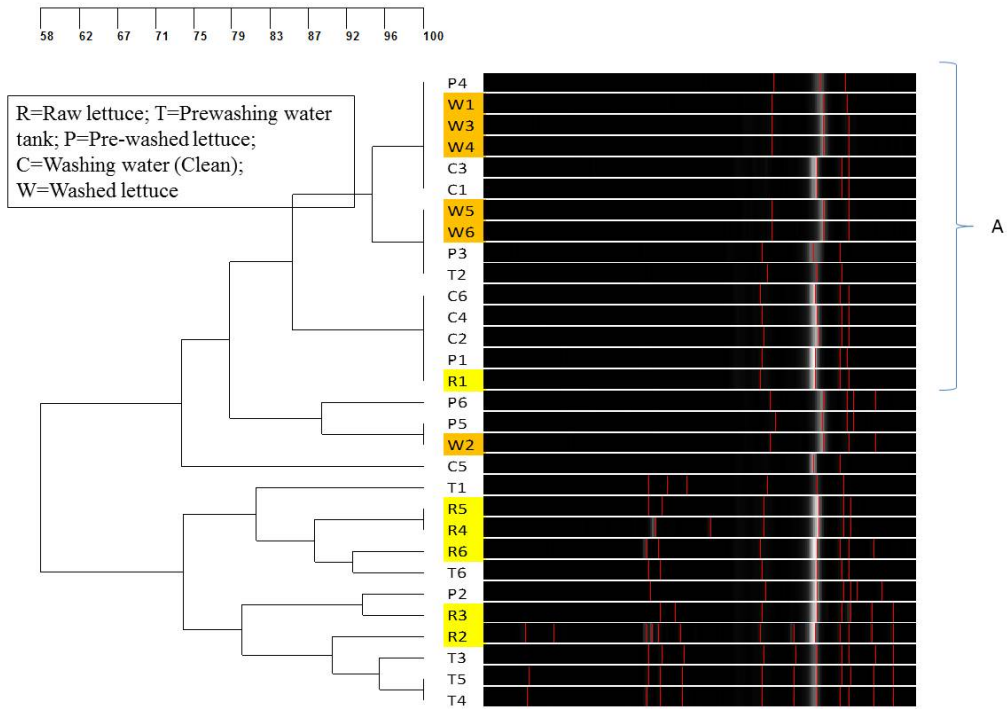 58 62 67 71 75 79 83 87 92 96 100
R=Raw lettuce; T=Prewashing water
tank; P=Pre-washed lettuce;
C=Washing water (Clean);
W=Washed lettuce
P4
W1
W3
W4
C3
C1
W5
W6
P3
T2
C6
C4
C2
P1
R1
P6
P5
W2
C5
T1
R5
R4
R6
T6
P2
R3
R2
T3
T5
T4
A